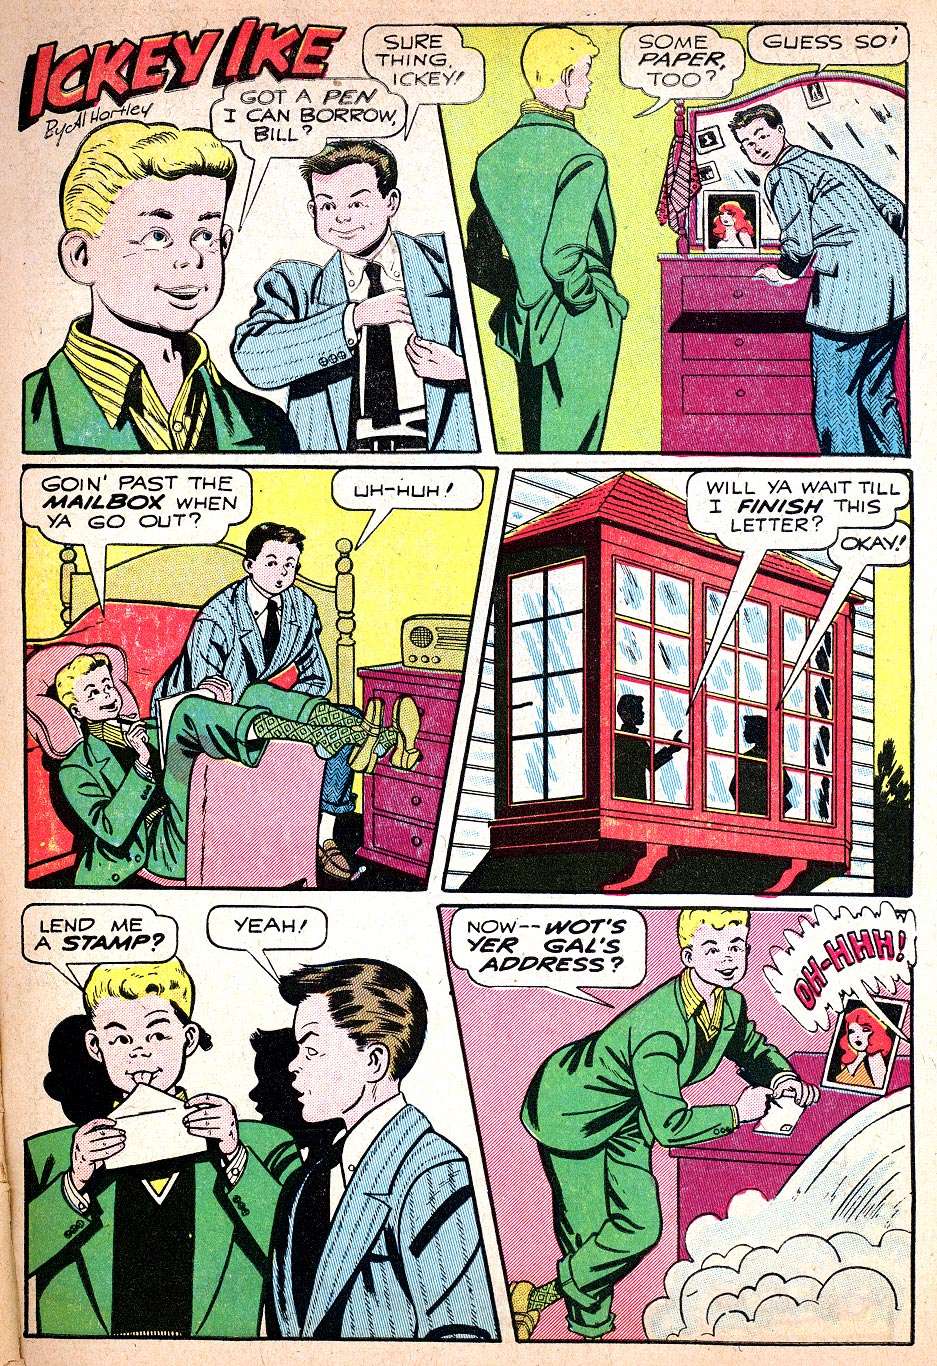 ICKEY IKE
By Al Hartley
GOT A PEN
I CAN BORROW,
BILL?
SURE
THING,
ICKEY!
SOME
PAPER,
TOO?
GUESS SO!
GOIN' PAST THE
MAILBOX WHEN
YA GO OUT?
UH-HUH!
WILL YA WAIT TILL
I FINISH THIS
LETTER?
OKAY!
LEND ME
A STAMP?
YEAH!
NOW-- WOT'S
YER GAL'S
ADDRESS?
OH-HHH!